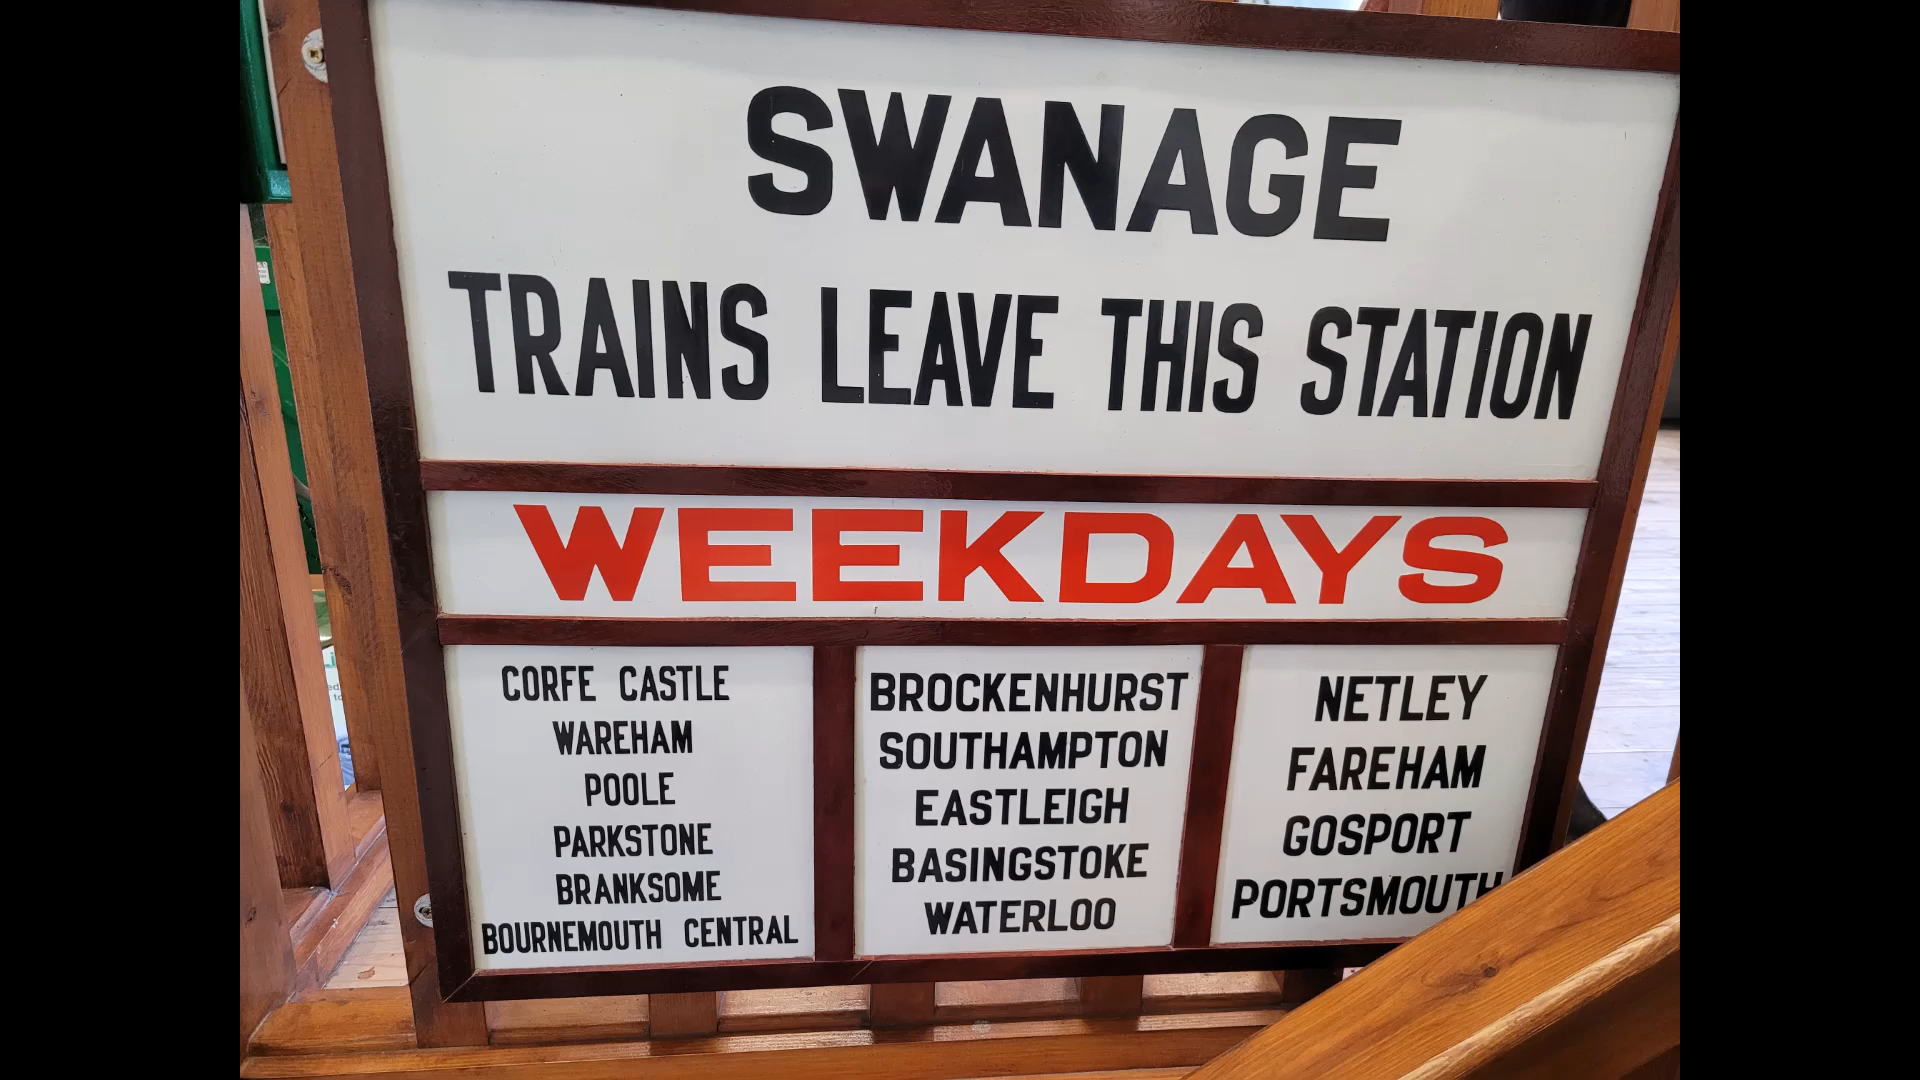 SWANAGE
TRAINS LEAVE THIS STATION
WEEKDAYS
CORFE CASTLE
WAREHAM
POOLE
PARKSTONE
BRANKSOME
BOURNEMOUTH CENTRAL
BROCKENHURST
SOUTHAMPTON
EASTLEIGH
BASINGSTOKE
WATERLOO
NETLEY
FAREHAM
GOSPORT
PORTSMOUTH